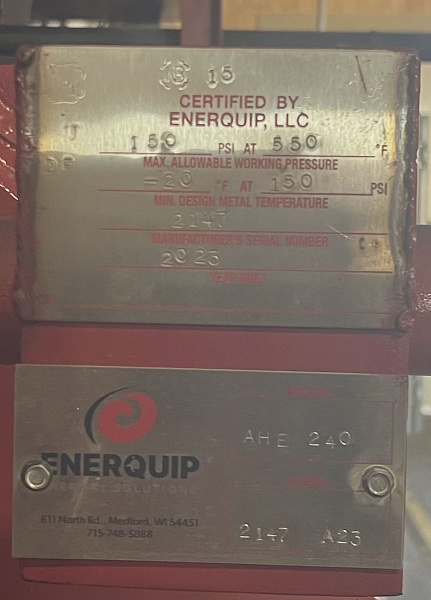 15
CERTIFIED BY
ENERQUIP, LLC
U 150 PSI AT 550 °F
MAX. ALLOWABLE WORKING PRESSURE
-20 °F AT 150 PSI
MIN. DESIGN METAL TEMPERATURE
2147
MANUFACTURER'S SERIAL NUMBER
2023
YEAR BUILT
AHE 240
ENERQUIP
611 North Rd., Medford, WI 54451
715-748-5888
2147 A23